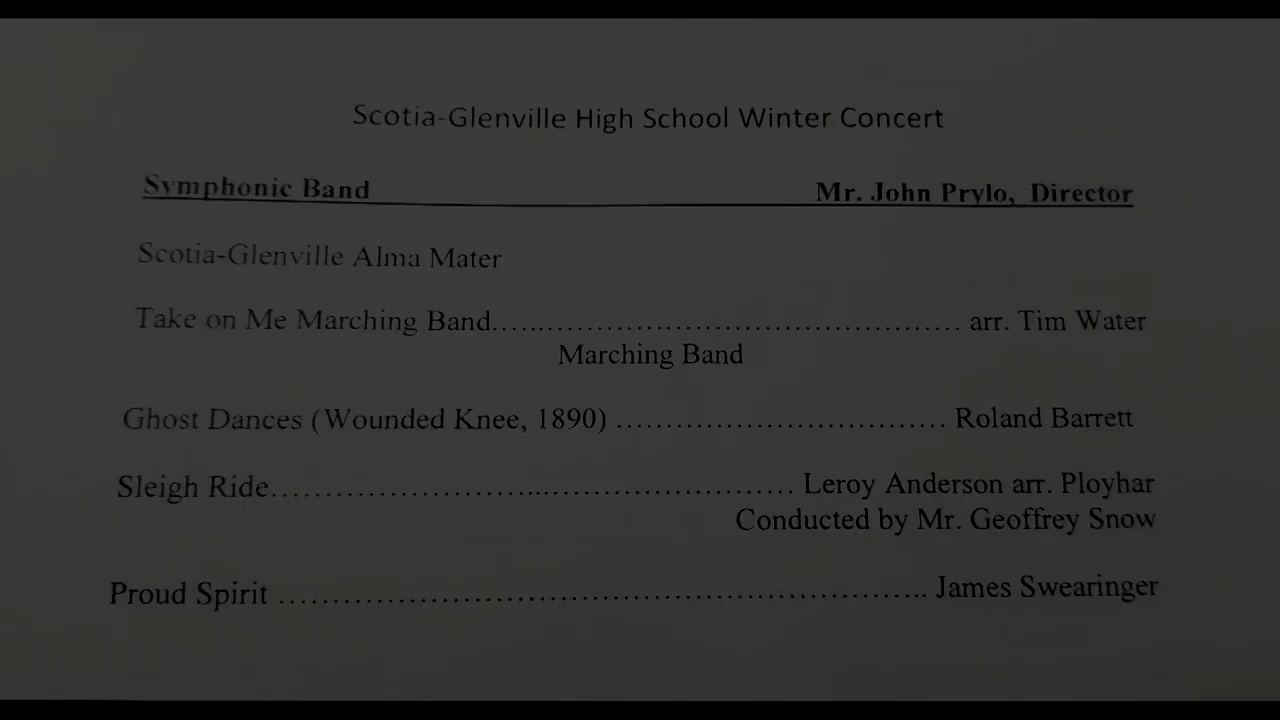 Scotia-Glenville High School Winter Concert
Symphonic Band Mr. John Prylo, Director
Scotia-Glenville Alma Mater
Take on Me Marching Band............................................................ arr. Tim Water
Marching Band
Ghost Dances (Wounded Knee, 1890) ..................................... Roland Barrett
Sleigh Ride........................................................... Leroy Anderson arr. Ployhar
Conducted by Mr. Geoffrey Snow
Proud Spirit ......................................................................... James Swearinger